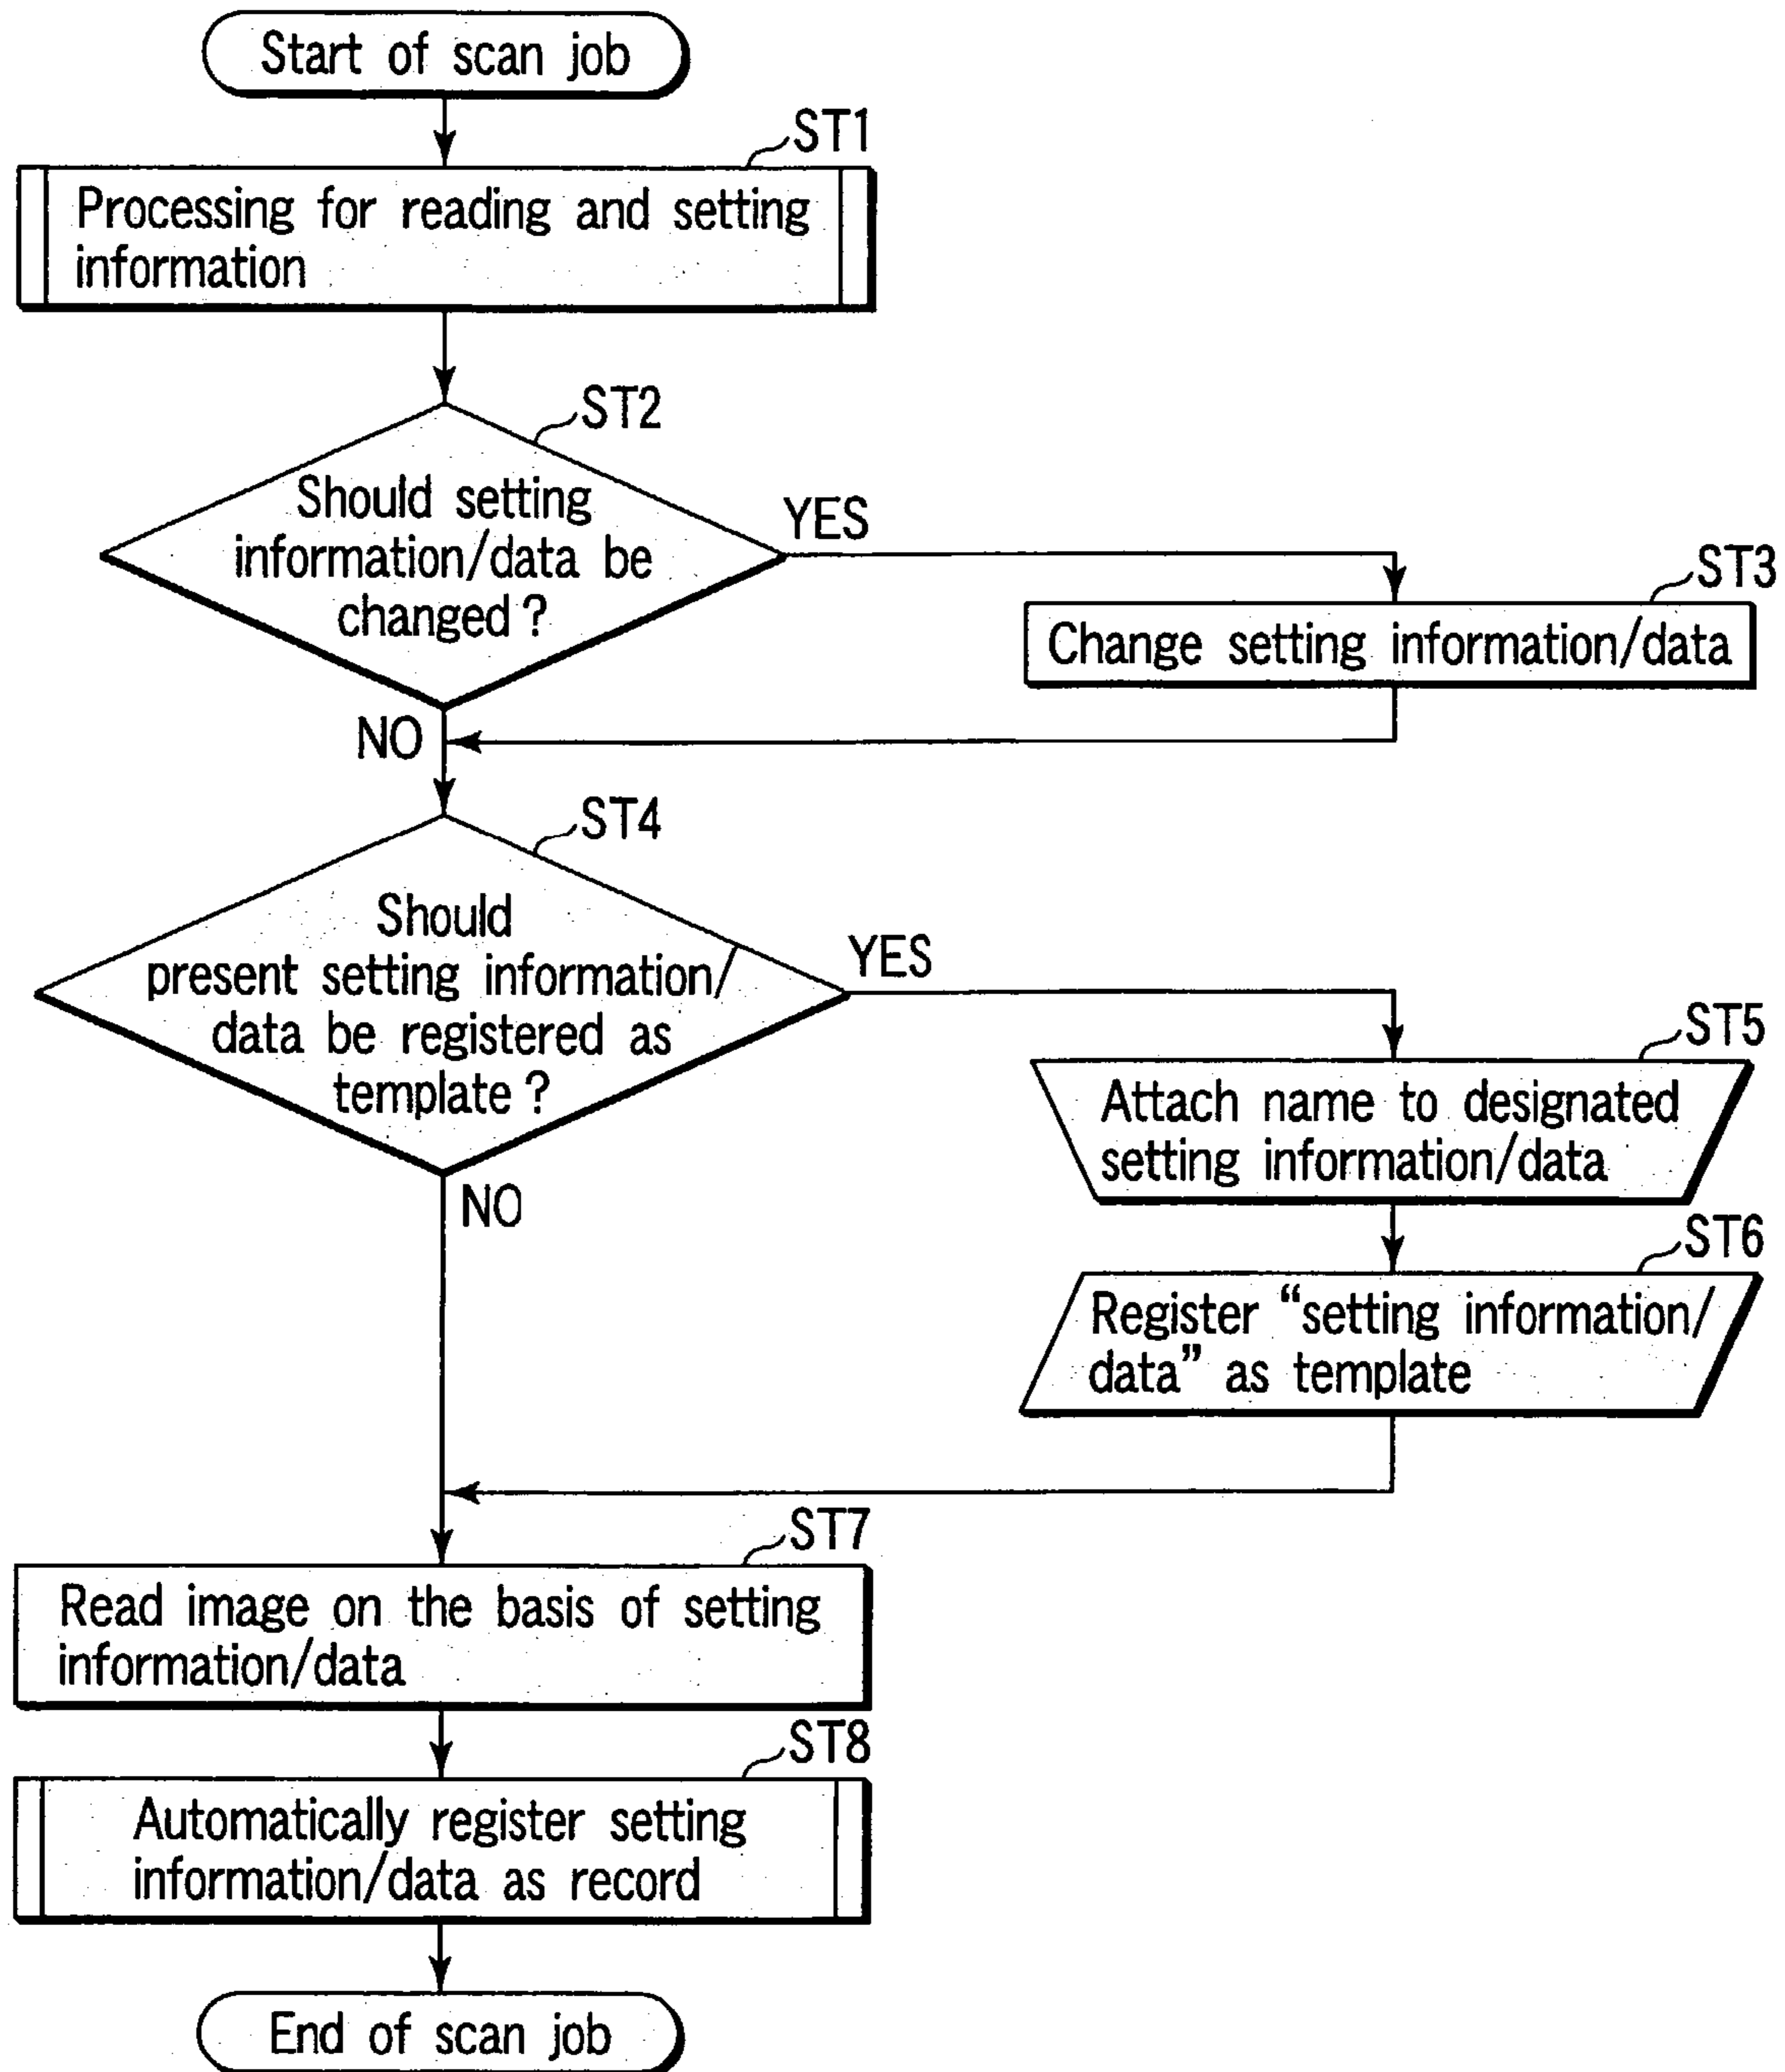 Start of scan job
ST1
Processing for reading and setting
information
ST2
Should setting
information/data be
changed?
YES
ST3
Change setting information/data
NO
ST4
Should
present setting information/
data be registered as
template?
YES
ST5
Attach name to designated
setting information/data
NO
ST6
Register “setting information/
data” as template
ST7
Read image on the basis of setting
information/data
ST8
Automatically register setting
information/data as record
End of scan job